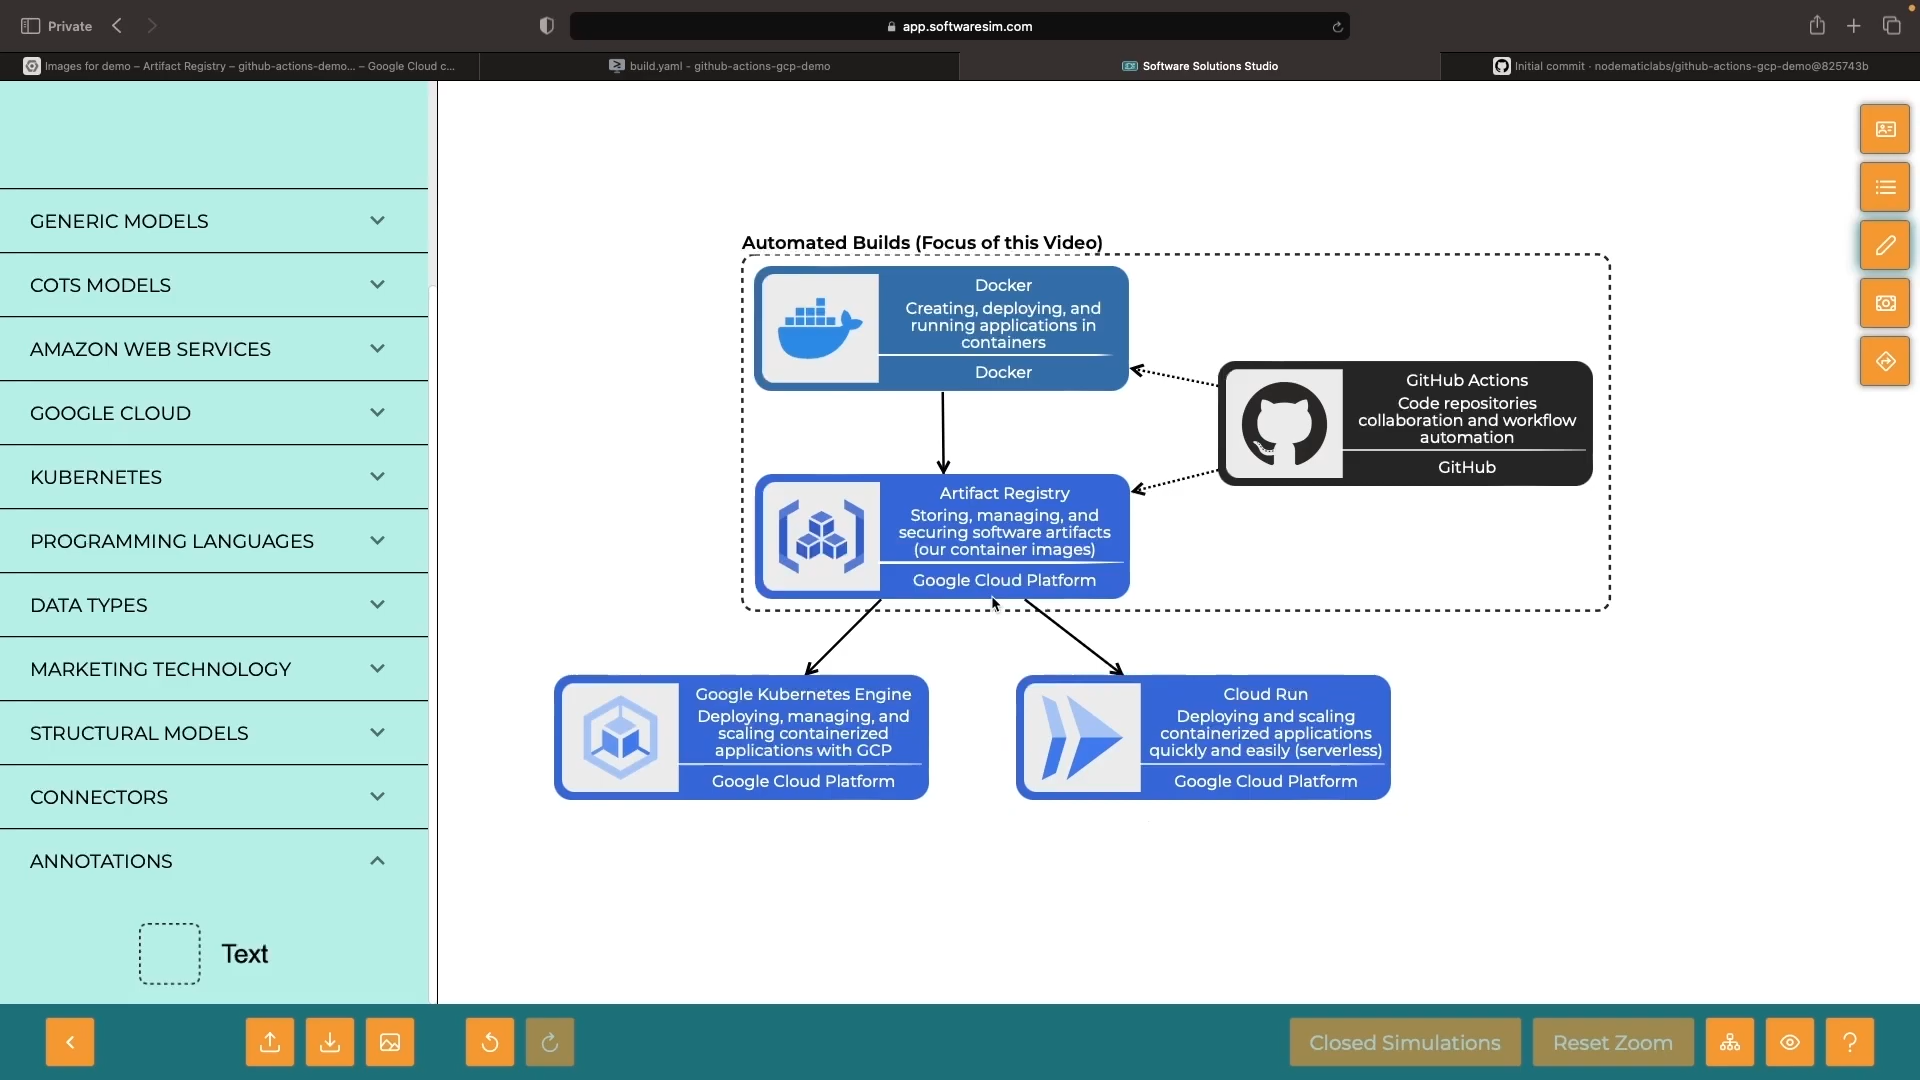 Private
app.softwaresim.com
Images for demo – Artifact Registry – github-actions-demo... – Google Cloud c...
build.yaml - github-actions-gcp-demo
Software Solutions Studio
Initial commit · nodematiclabs/github-actions-gcp-demo@825743b
GENERIC MODELS
COTS MODELS
AMAZON WEB SERVICES
GOOGLE CLOUD
KUBERNETES
PROGRAMMING LANGUAGES
DATA TYPES
MARKETING TECHNOLOGY
STRUCTURAL MODELS
CONNECTORS
ANNOTATIONS
Text
Automated Builds (Focus of this Video)
Docker
Creating, deploying, and
running applications in
containers
Docker
GitHub Actions
Code repositories
collaboration and workflow
automation
GitHub
Artifact Registry
Storing, managing, and
securing software artifacts
(our container images)
Google Cloud Platform
Google Kubernetes Engine
Deploying, managing, and
scaling containerized
applications with GCP
Google Cloud Platform
Cloud Run
Deploying and scaling
containerized applications
quickly and easily (serverless)
Google Cloud Platform
Closed Simulations
Reset Zoom
?